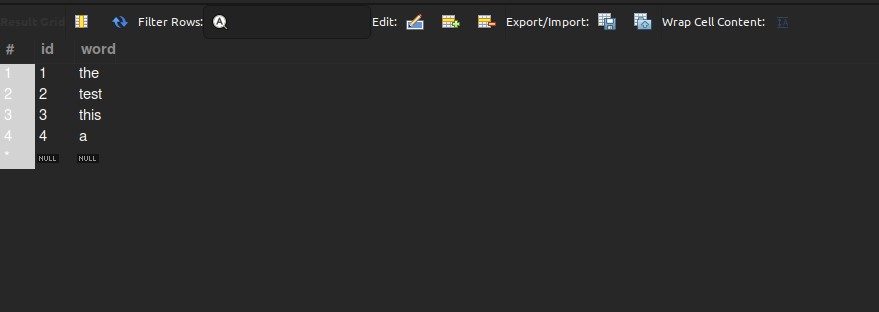 Result Grid Filter Rows: Edit: Export/Import: Wrap Cell Content:
# id word
1 1 the
2 2 test
3 3 this
4 4 a
* NULL NULL